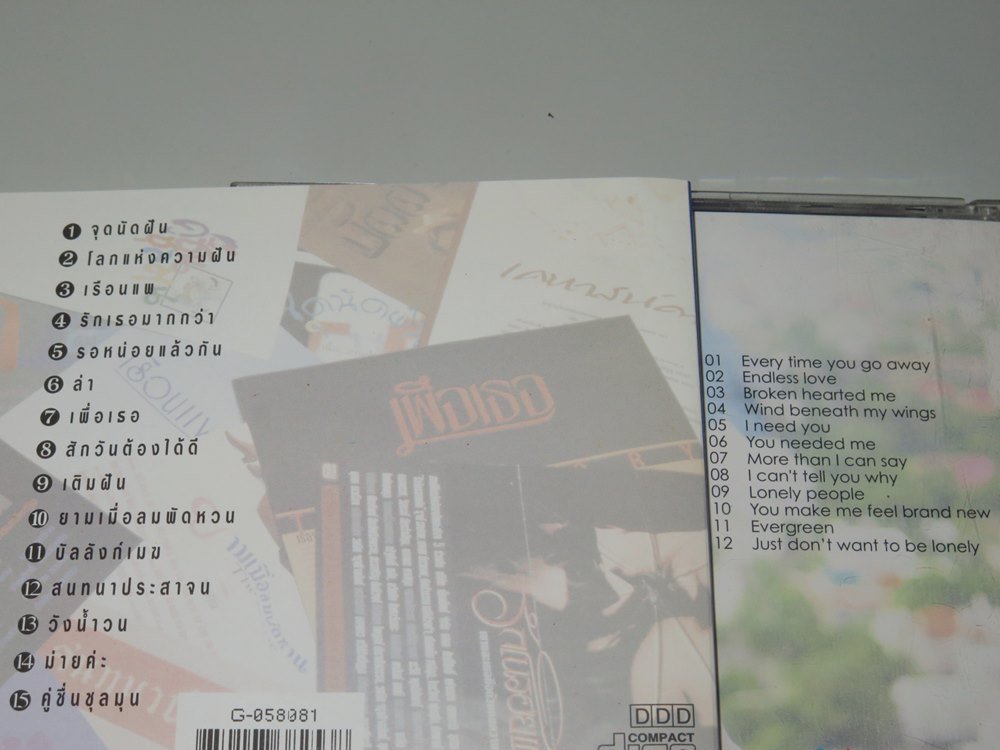 1 จุดนัดฝัน
2 โลกแห่งความฝัน
3 เรือนแพ
4 รักเธอมากกว่า
5 รอหน่อยแล้วกัน
6 ล่า
7 เพื่อเธอ
8 สักวันต้องได้ดี
9 เติมฝัน
10 ยามเมื่อลมพัดหวน
11 บัลลังก์เมฆ
12 สนทนาประสาจน
13 วังน้ำวน
14 ม่ายค่ะ
15 คู่ชื่นชุลมุน
เพื่อเธอ
G-058081
DDD
COMPACT
disc
01 Every time you go away
02 Endless love
03 Broken hearted me
04 Wind beneath my wings
05 I need you
06 You needed me
07 More than I can say
08 I can't tell you why
09 Lonely people
10 You make me feel brand new
11 Evergreen
12 Just don't want to be lonely